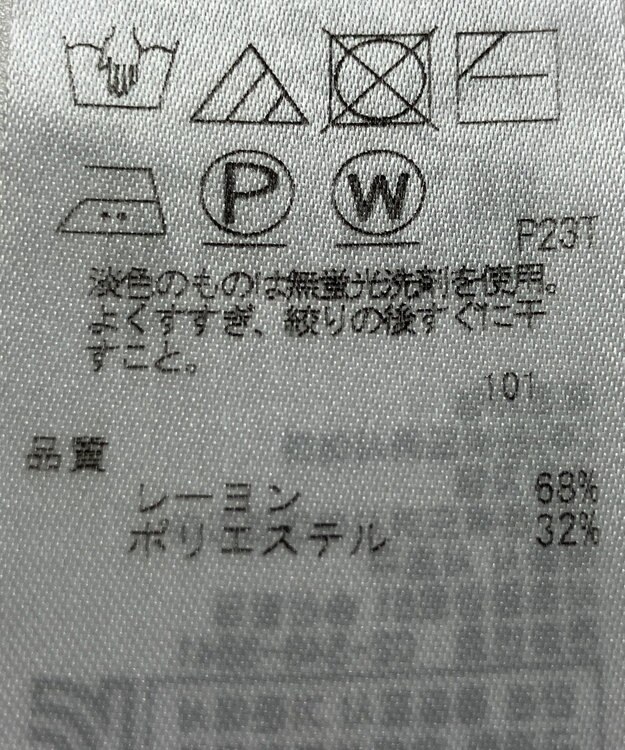 P W
P23T
淡色のものは無蛍光洗剤を使用。
よくすすぎ、絞りの後すぐに干
すこと。
101
品質
レーヨン 68%
ポリエステル 32%